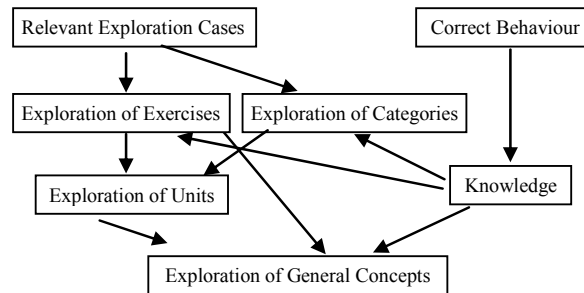 Relevant Exploration Cases
Correct Behaviour
Exploration of Exercises
Exploration of Categories
Exploration of Units
Knowledge
Exploration of General Concepts